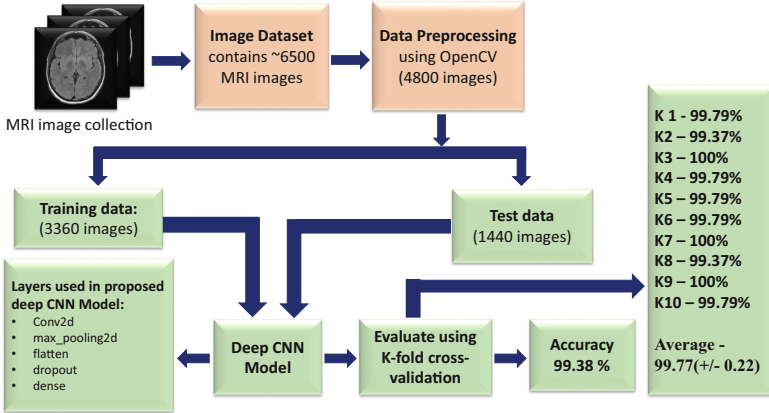 MRI image collection
Image Dataset
contains ~6500
MRI images
Data Preprocessing
using OpenCV
(4800 images)
Training data:
(3360 images)
Test data
(1440 images)
Layers used in proposed
deep CNN Model:
• Conv2d
• max_pooling2d
• flatten
• dropout
• dense
Deep CNN
Model
Evaluate using
K-fold cross-
validation
Accuracy
99.38 %
K 1 - 99.79%
K2 – 99.37%
K3 – 100%
K4 – 99.79%
K5 – 99.79%
K6 – 99.79%
K7 – 100%
K8 – 99.37%
K9 – 100%
K10 – 99.79%
Average -
99.77(+/- 0.22)